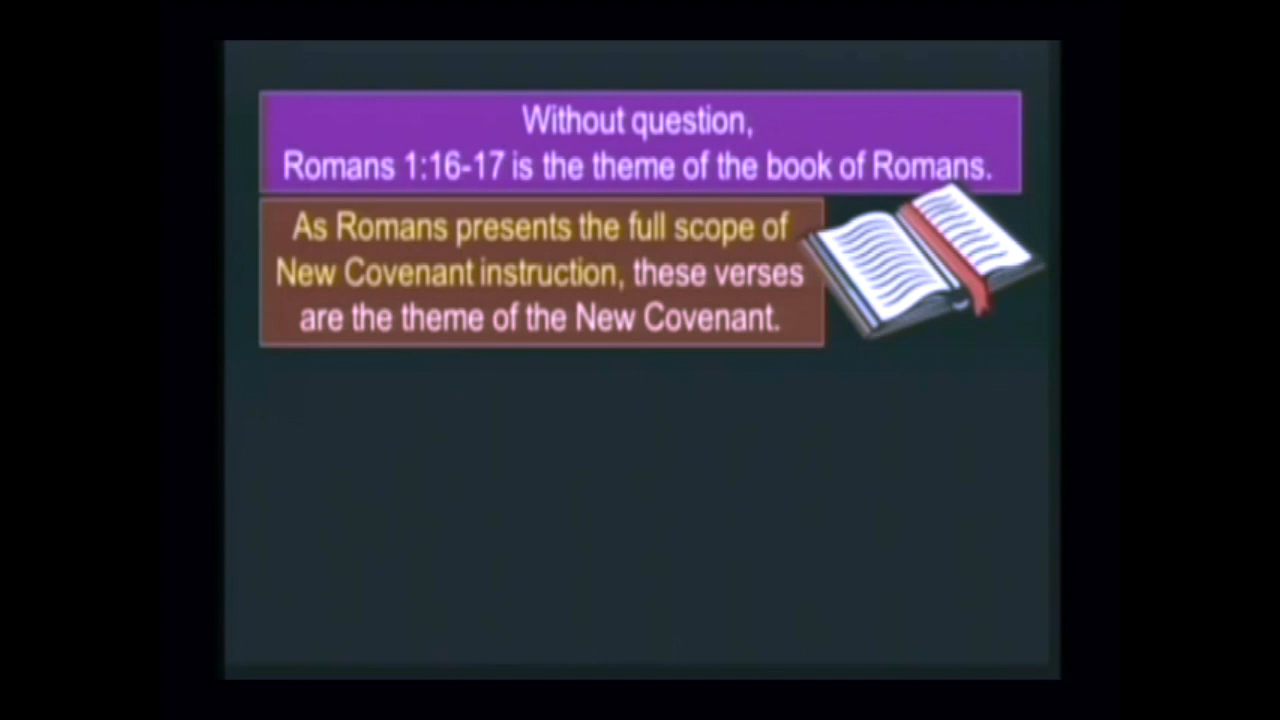 Without question,
Romans 1:16-17 is the theme of the book of Romans.
As Romans presents the full scope of
New Covenant instruction, these verses
are the theme of the New Covenant.